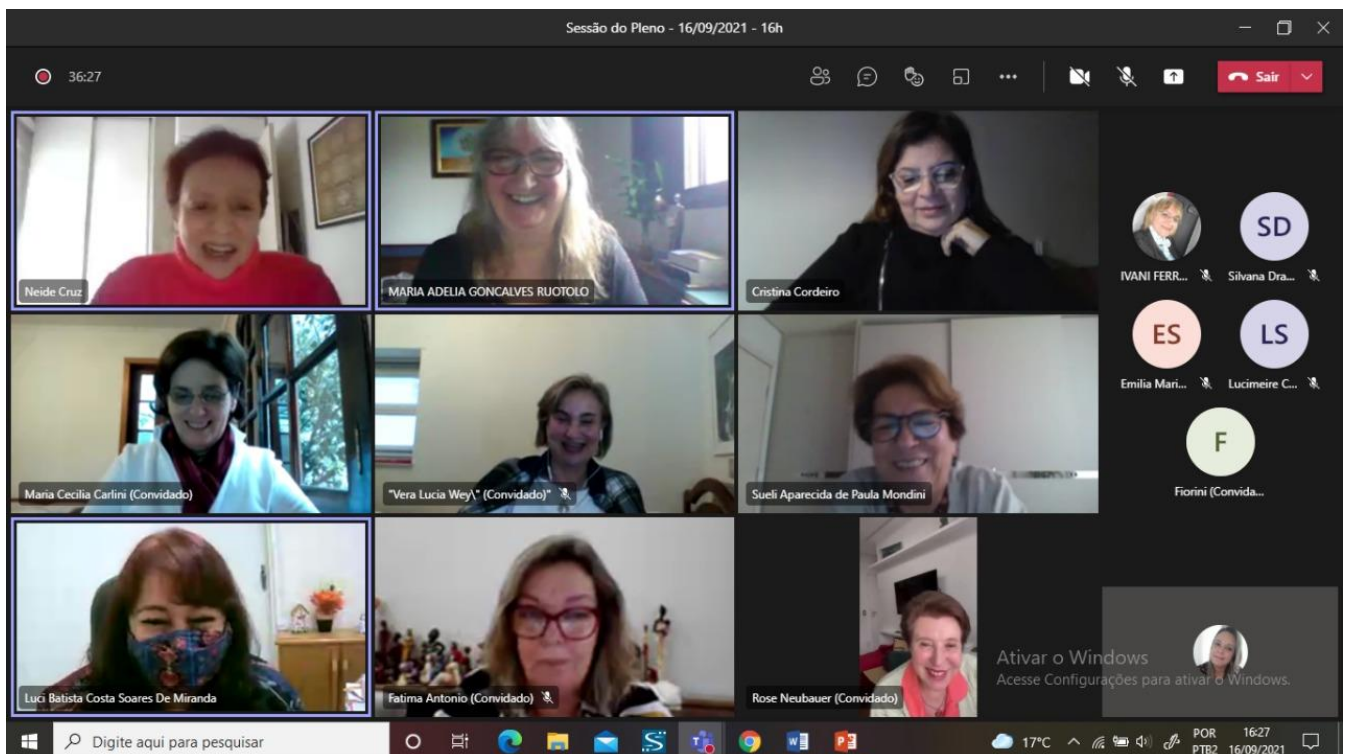 Sessão do Pleno - 16/09/2021 - 16h
36:27
Sair
Neide Cruz
MARIA ADELIA GONCALVES RUOTOLO
Cristina Cordeiro
IVANI FERR...
SD
Silvana Dra...
ES
Emilia Mari...
LS
Lucimeire C...
F
Fiorini (Convida...
Maria Cecilia Carlini (Convidado)
"Vera Lucia Wey\" (Convidado)"
Sueli Aparecida de Paula Mondini
Luci Batista Costa Soares De Miranda
Fatima Antonio (Convidado)
Rose Neubauer (Convidado)
Ativar o Windows
Acesse Configurações para ativar o Windows.
Digite aqui para pesquisar
17°C
POR
PTB2
16:27
16/09/2021